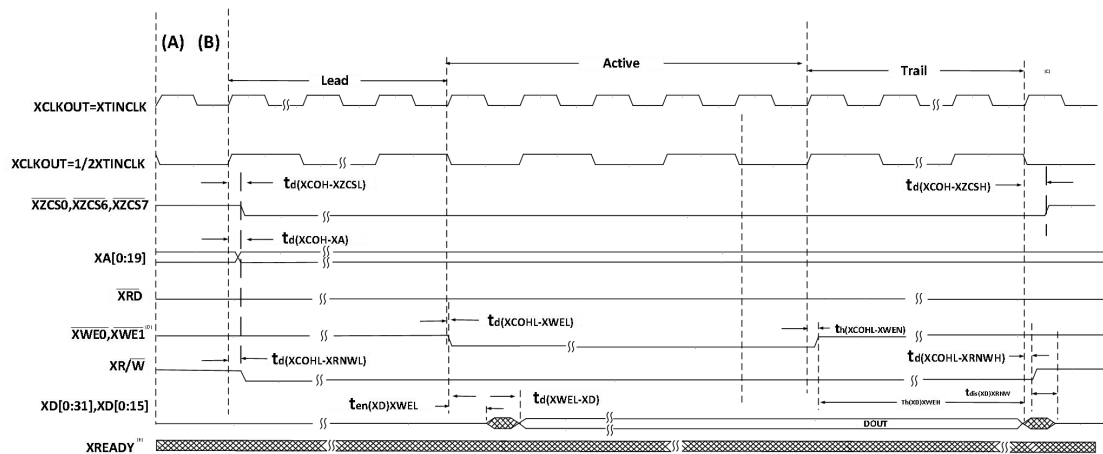 (A) (B)
Active
Lead
Trail
(C)
XCLKOUT=XTINCLK
XCLKOUT=1/2XTINCLK
td(XCOH-XZCSL)
td(XCOH-XZCSH)
XZCS0,XZCS6,XZCS7
td(XCOH-XA)
XA[0:19]
XRD
XWE0,XWE1(D)
td(XCOHL-XWEL)
th(XCOHL-XWEN)
XR/W
td(XCOHL-XRNWL)
td(XCOHL-XRNWH)
tdis(XD)XRNW
XD[0:31],XD[0:15]
ten(XD)XWEL
td(XWEL-XD)
Th(XD)XWEH
DOUT
XREADY(E)